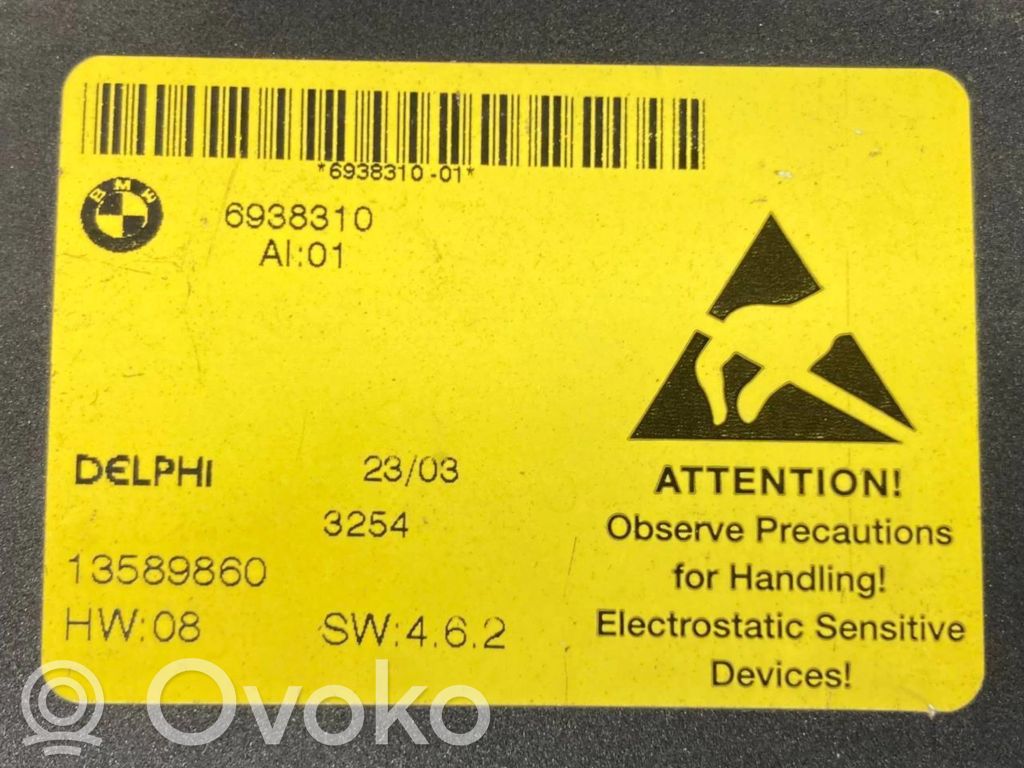 *6938310-01*
BMW
6938310
AI:01
DELPHI 23/03
3254
13589860
HW:08 SW:4.6.2
ATTENTION!
Observe Precautions
for Handling!
Electrostatic Sensitive
Devices!
Ovoko